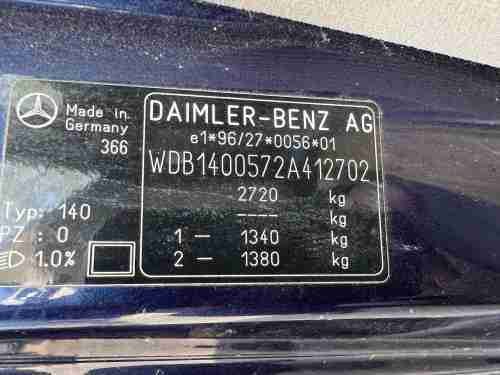 Made in
Germany
366
Typ: 140
PZ : 0
1.0%
DAIMLER-BENZ AG
e1*96/27*0056*01
WDB1400572A412702
2720 kg
---- kg
1 — 1340 kg
2 — 1380 kg